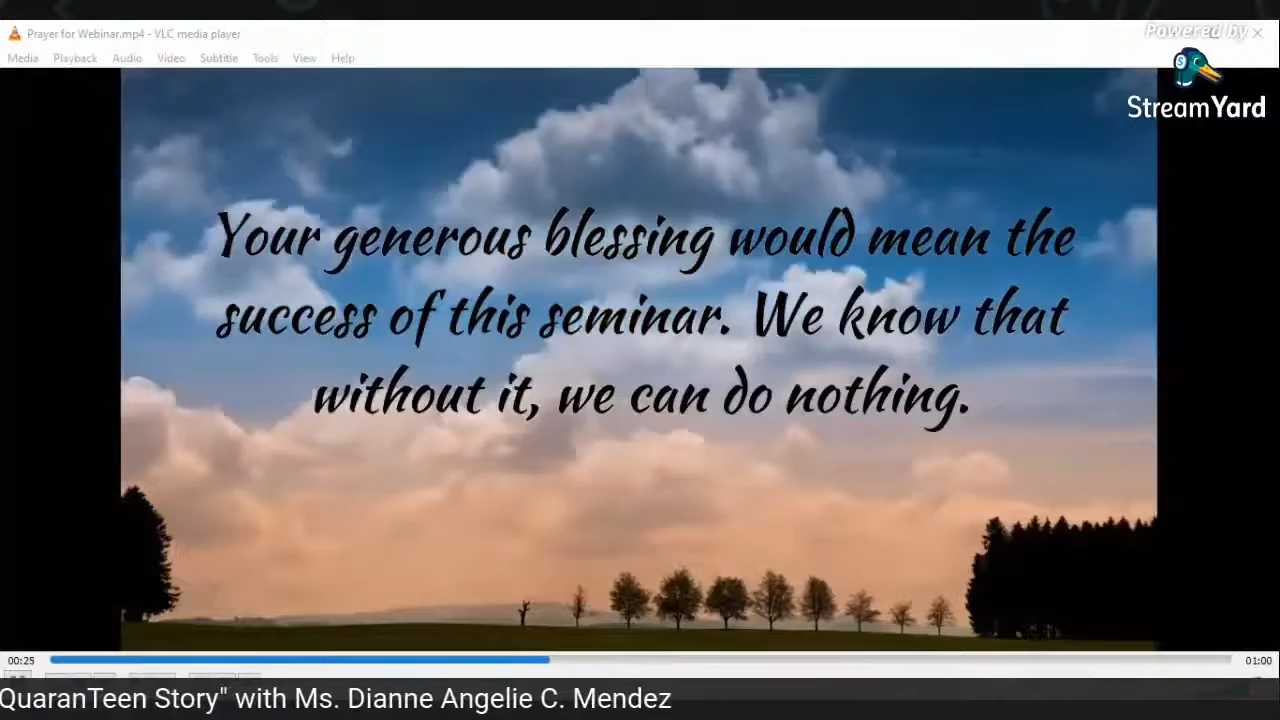 Prayer for Webinar.mp4 - VLC media player
Powered by
Media Playback Audio Video Subtitle Tools View Help
StreamYard
Your generous blessing would mean the
success of this seminar. We know that
without it, we can do nothing.
00:25 01:00
QuaranTeen Story" with Ms. Dianne Angelie C. Mendez